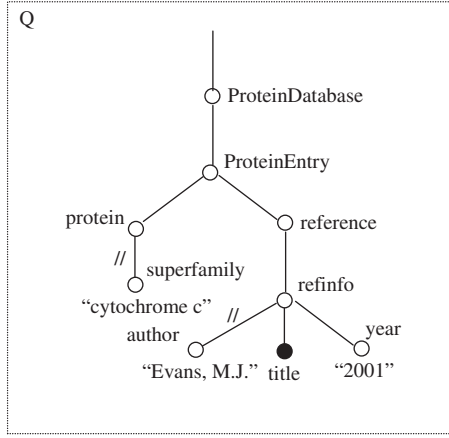 Q
ProteinDatabase
ProteinEntry
protein
reference
//
superfamily
"cytochrome c"
refinfo
//
author
year
"Evans, M.J."
title
"2001"